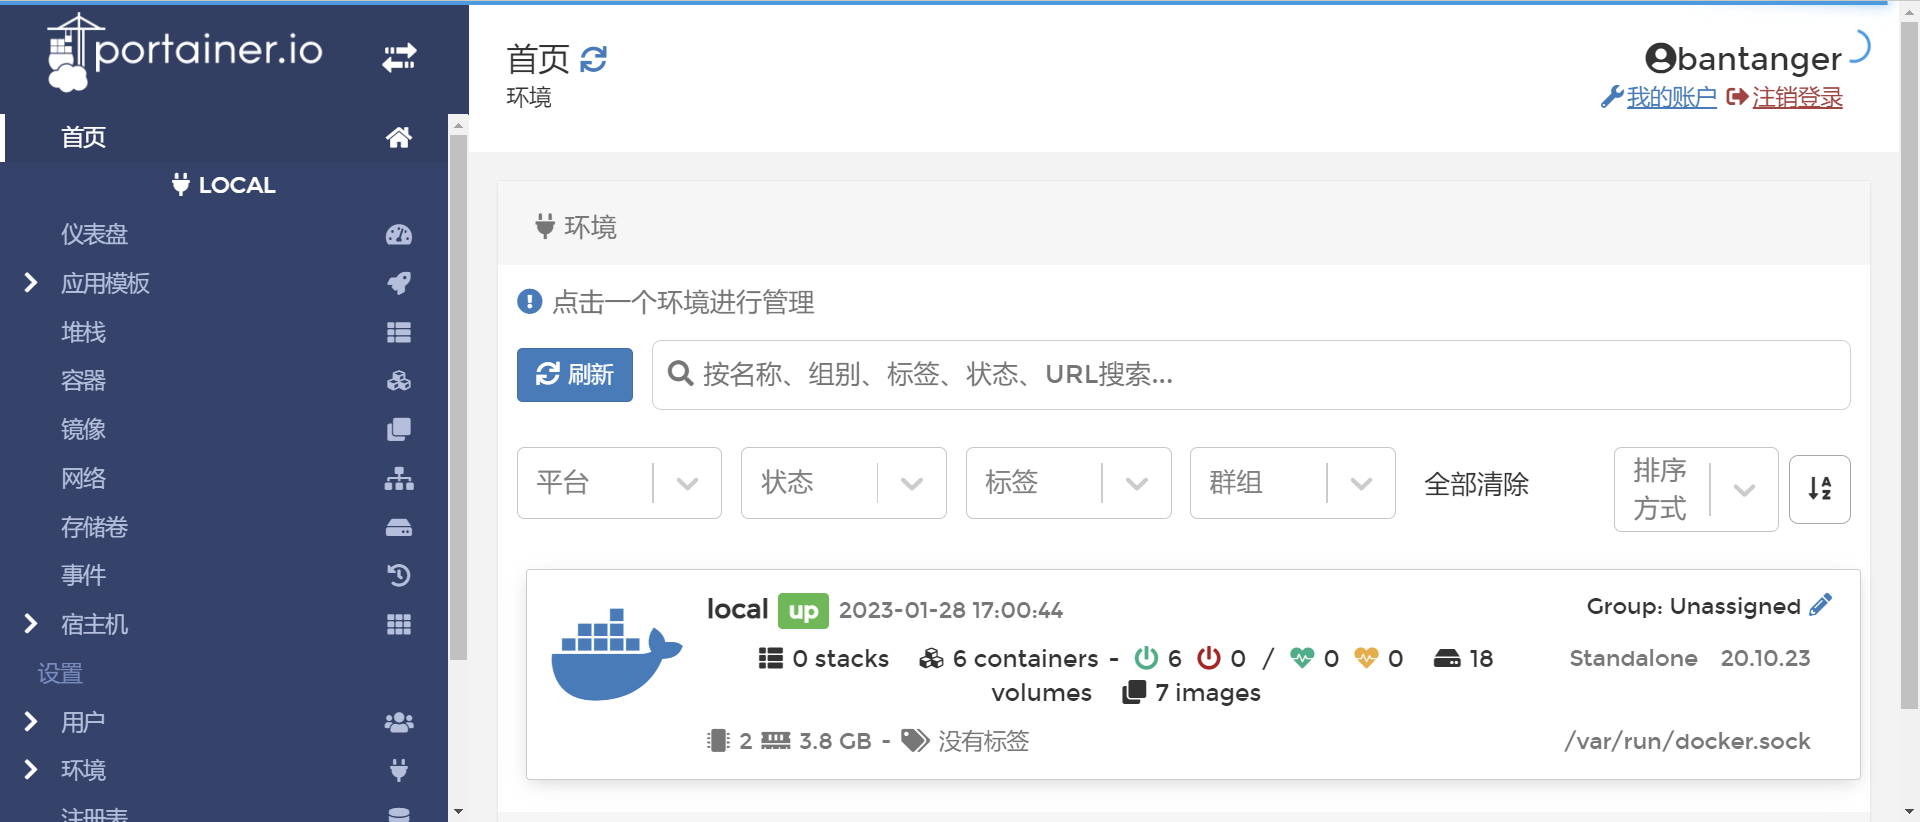 portainer.io
首页
LOCAL
仪表盘
应用模板
堆栈
容器
镜像
网络
存储卷
事件
宿主机
设置
用户
环境
注册表
首页
环境
bantanger
我的账户 注销登录
环境
点击一个环境进行管理
刷新
按名称、组别、标签、状态、URL搜索...
平台
状态
标签
群组
全部清除
排序
方式
local up 2023-01-28 17:00:44
Group: Unassigned
0 stacks 6 containers - 6 0 / 0 0 18
volumes 7 images
Standalone 20.10.23
2 3.8 GB - 没有标签
/var/run/docker.sock